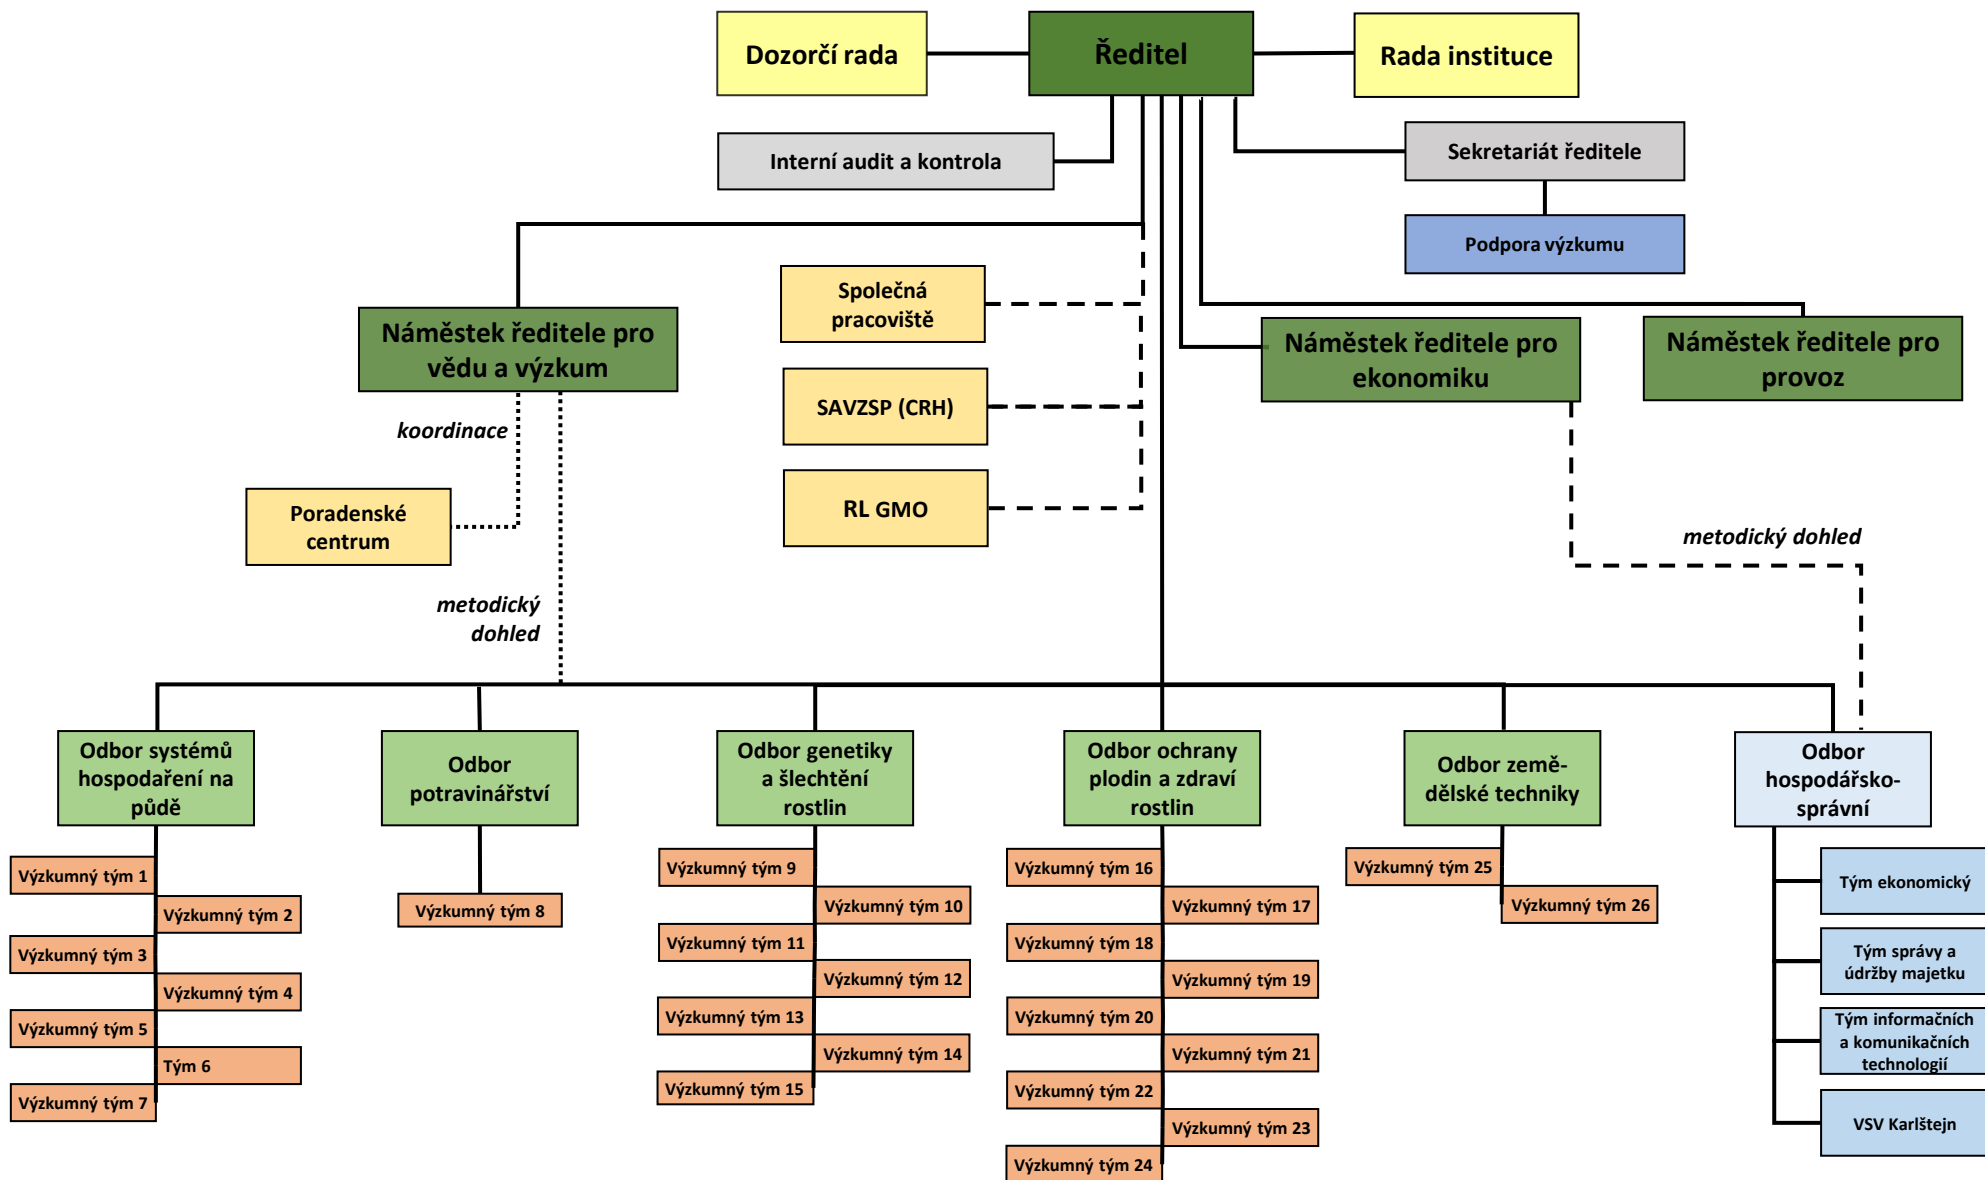 Dozorčí rada
Ředitel
Rada instituce
Interní audit a kontrola
Sekretariát ředitele
Podpora výzkumu
Společná
pracoviště
Náměstek ředitele pro
vědu a výzkum
Náměstek ředitele pro
ekonomiku
Náměstek ředitele pro
provoz
SAVZSP (CRH)
koordinace
RL GMO
Poradenské
centrum
metodický dohled
metodický
dohled
Odbor systémů
hospodaření na
půdě
Odbor
potravinářství
Odbor genetiky
a šlechtění
rostlin
Odbor ochrany
plodin a zdraví
rostlin
Odbor země-
dělské techniky
Odbor
hospodářsko-
správní
Výzkumný tým 1
Výzkumný tým 2
Výzkumný tým 3
Výzkumný tým 4
Výzkumný tým 5
Tým 6
Výzkumný tým 7
Výzkumný tým 8
Výzkumný tým 9
Výzkumný tým 10
Výzkumný tým 11
Výzkumný tým 12
Výzkumný tým 13
Výzkumný tým 14
Výzkumný tým 15
Výzkumný tým 16
Výzkumný tým 17
Výzkumný tým 18
Výzkumný tým 19
Výzkumný tým 20
Výzkumný tým 21
Výzkumný tým 22
Výzkumný tým 23
Výzkumný tým 24
Výzkumný tým 25
Výzkumný tým 26
Tým ekonomický
Tým správy a
údržby majetku
Tým informačních
a komunikačních
technologií
VSV Karlštejn